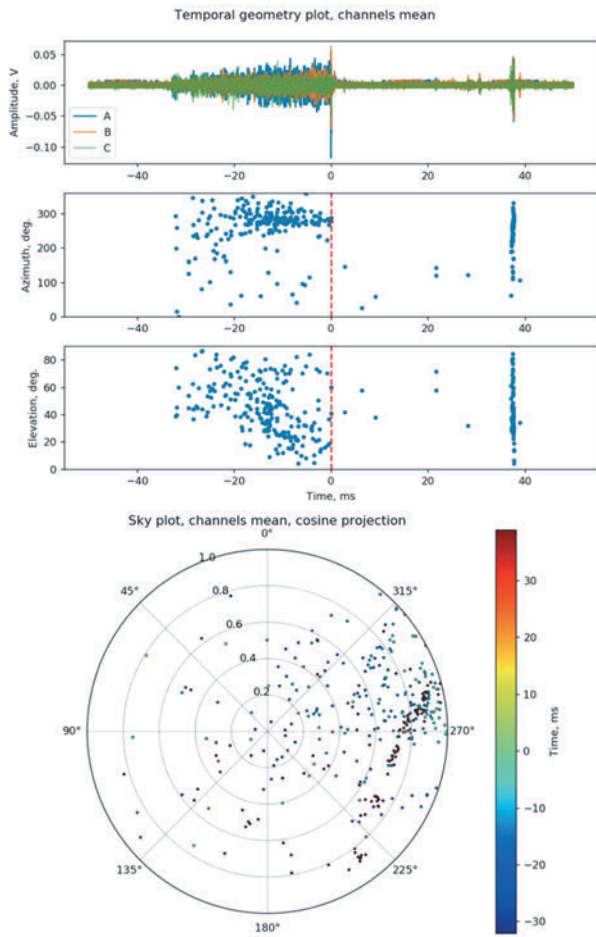 Temporal geometry plot, channels mean
Amplitude, V
0.05
0.00
−0.05
−0.10
A
B
C
−40 −20 0 20 40
Azimuth, deg.
300
200
100
0
−40 −20 0 20 40
Elevation, deg.
80
60
40
20
0
−40 −20 0 20 40
Time, ms
Sky plot, channels mean, cosine projection
0°
45°
315°
90°
270°
135°
225°
180°
1.0
0.8
0.6
0.4
0.2
30
20
10
0
−10
−20
−30
Time, ms